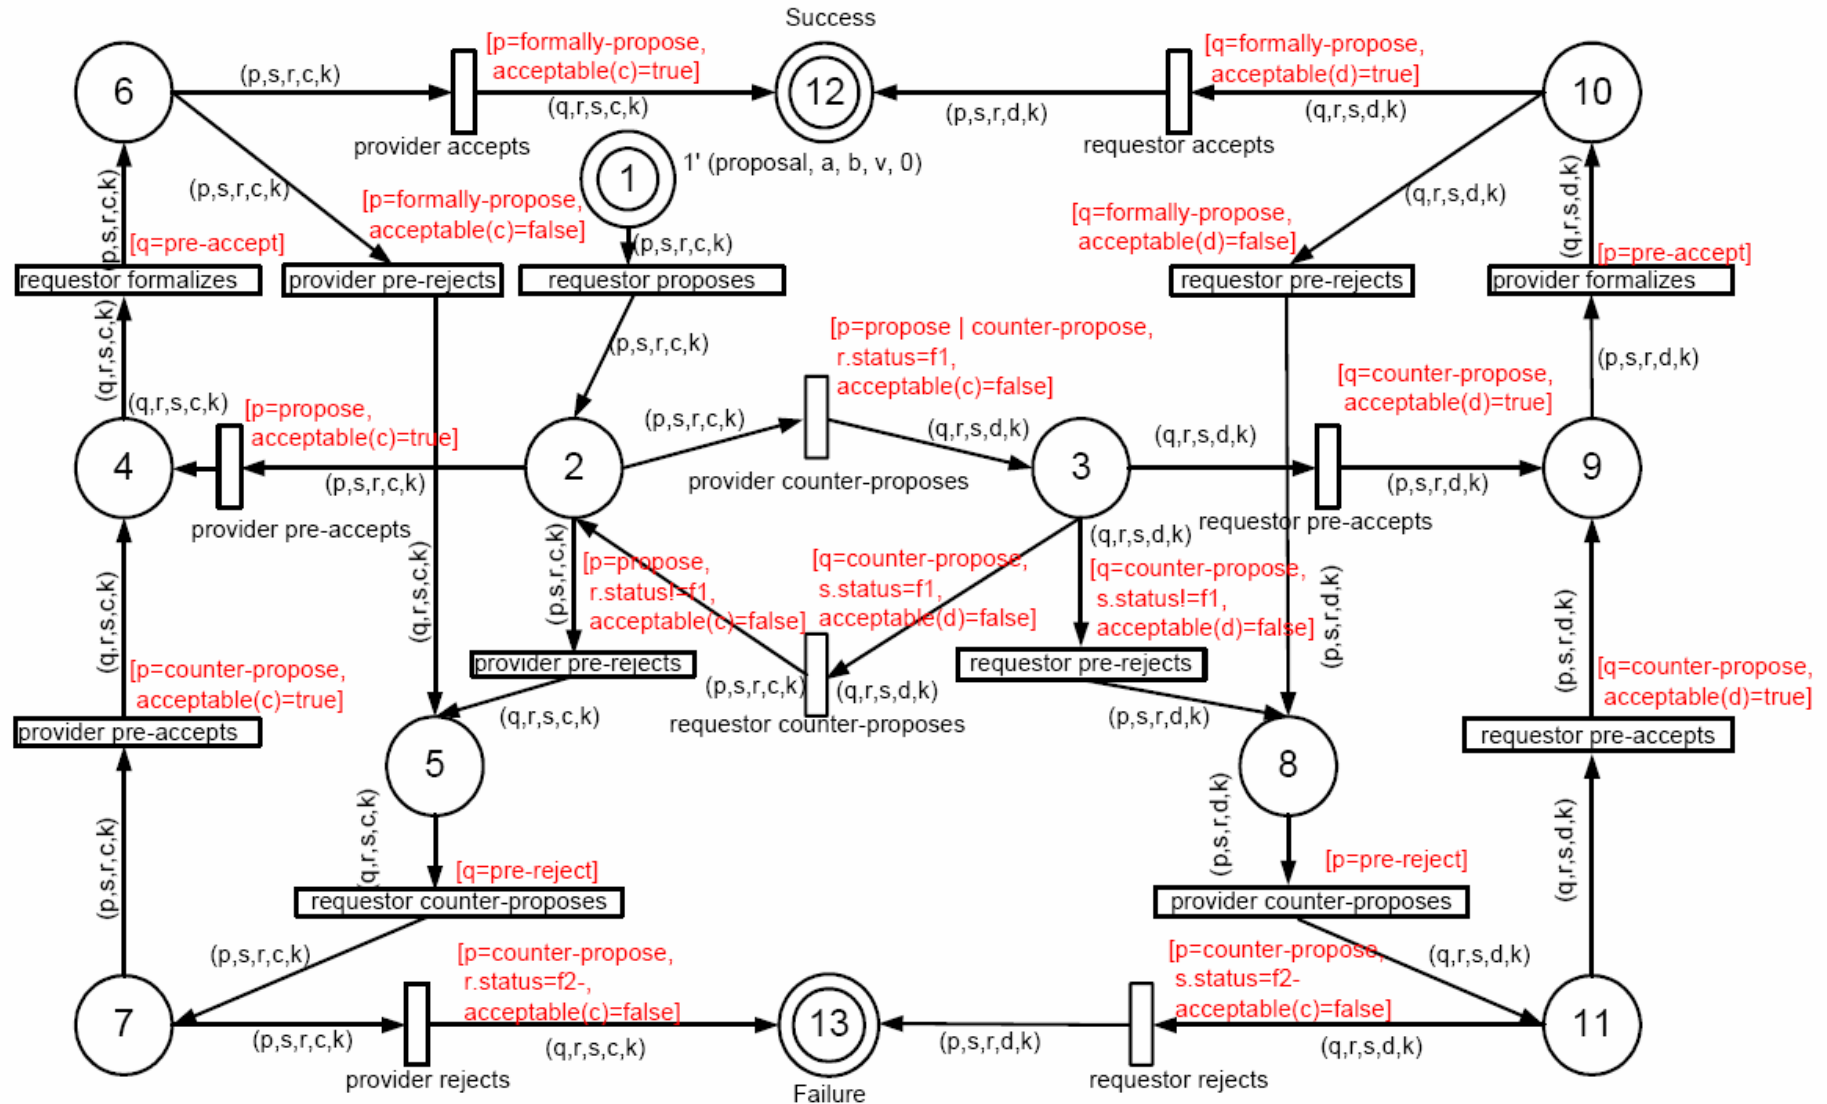 Success
6
(p,s,r,c,k)
[p=formally-propose,
acceptable(c)=true]
(q,r,s,c,k)
provider accepts
12
[q=formally-propose,
acceptable(d)=true]
(p,s,r,d,k)
(q,r,s,d,k)
requestor accepts
10
1
1' (proposal, a, b, v, 0)
(p,s,r,c,k)
(p,s,r,c,k)
[q=pre-accept]
requestor formalizes
[p=formally-propose,
acceptable(c)=false]
provider pre-rejects
(p,s,r,c,k)
requestor proposes
(p,s,r,c,k)
[q=formally-propose,
acceptable(d)=false]
(q,r,s,d,k)
requestor pre-rejects
(q,r,s,d,k)
[p=pre-accept]
provider formalizes
(q,r,s,c,k)
(q,r,s,c,k)
[p=propose,
acceptable(c)=true]
4
(p,s,r,c,k)
provider pre-accepts
2
(p,s,r,c,k)
[p=propose | counter-propose,
r.status=f1,
acceptable(c)=false]
(q,r,s,d,k)
provider counter-proposes
3
(q,r,s,d,k)
[q=counter-propose,
acceptable(d)=true]
(p,s,r,d,k)
requestor pre-accepts
(p,s,r,d,k)
9
(q,r,s,c,k)
(q,r,s,c,k)
(p,s,r,c,k)
[p=propose,
r.status!=f1,
acceptable(c)=false]
provider pre-rejects
(q,r,s,c,k)
[q=counter-propose,
s.status=f1,
acceptable(d)=false]
(p,s,r,c,k)
(q,r,s,d,k)
requestor counter-proposes
(q,r,s,d,k)
[q=counter-propose,
s.status!=f1,
acceptable(d)=false]
requestor pre-rejects
(p,s,r,d,k)
(p,s,r,d,k)
(p,s,r,d,k)
[q=counter-propose,
acceptable(d)=true]
requestor pre-accepts
[p=counter-propose,
acceptable(c)=true]
provider pre-accepts
5
8
(p,s,r,c,k)
(q,r,s,c,k)
[q=pre-reject]
requestor counter-proposes
(p,s,r,d,k)
[p=pre-reject]
provider counter-proposes
(q,r,s,d,k)
(p,s,r,c,k)
7
[p=counter-propose,
r.status=f2-,
acceptable(c)=false]
(p,s,r,c,k)
(q,r,s,c,k)
provider rejects
13
Failure
[p=counter-propose,
s.status=f2-
acceptable(c)=false]
(q,r,s,d,k)
(p,s,r,d,k)
(q,r,s,d,k)
requestor rejects
11